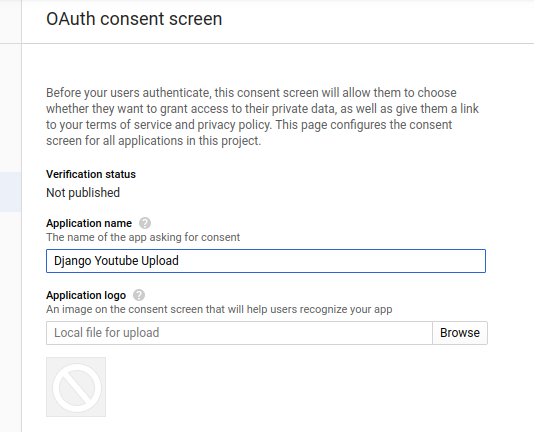 OAuth consent screen
Before your users authenticate, this consent screen will allow them to choose
whether they want to grant access to their private data, as well as give them a link
to your terms of service and privacy policy. This page configures the consent
screen for all applications in this project.
Verification status
Not published
Application name ?
The name of the app asking for consent
Django Youtube Upload
Application logo ?
An image on the consent screen that will help users recognize your app
Local file for upload Browse